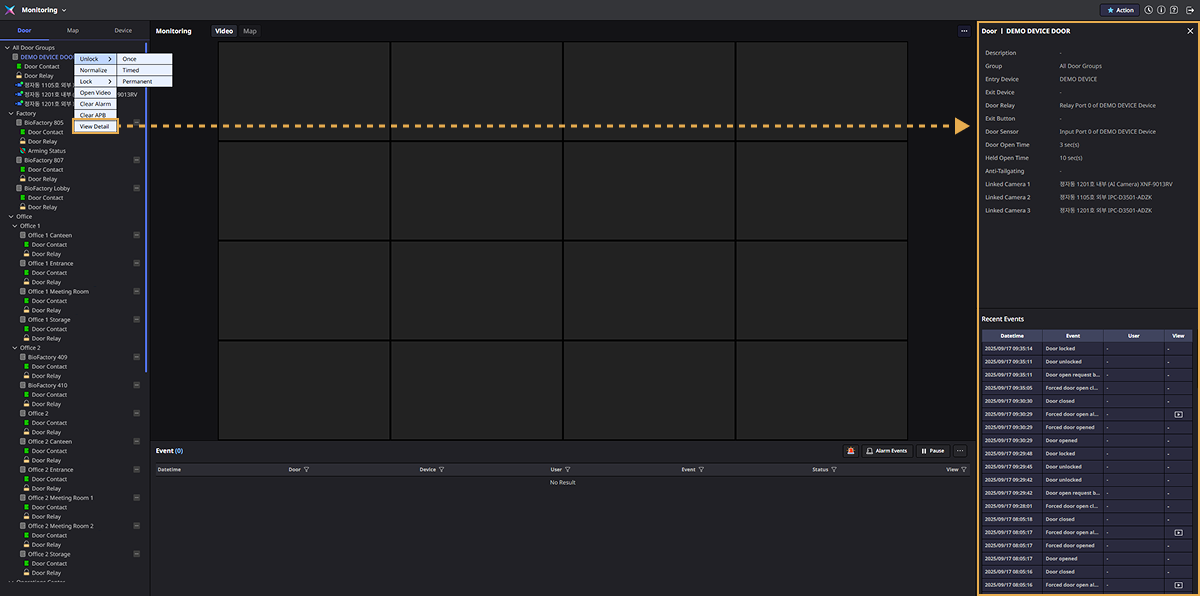 Monitoring
Action
Door Map Device
All Door Groups
DEMO DEVICE DOOR
Door Contact
Door Relay
정자동 1105호 외부
정자동 1201호 내부 9013RV
정자동 1201호 외부
Factory
BioFactory 805
Door Contact
Door Relay
Arming Status
BioFactory 807
Door Contact
Door Relay
BioFactory Lobby
Door Contact
Door Relay
Office
Office 1
Office 1 Canteen
Door Contact
Door Relay
Office 1 Entrance
Door Contact
Door Relay
Office 1 Meeting Room
Door Contact
Door Relay
Office 1 Storage
Door Contact
Door Relay
Office 2
BioFactory 409
Door Contact
Door Relay
BioFactory 410
Door Contact
Door Relay
Office 2
Door Contact
Door Relay
Office 2 Canteen
Door Contact
Door Relay
Office 2 Entrance
Door Contact
Door Relay
Office 2 Meeting Room 1
Door Contact
Door Relay
Office 2 Meeting Room 2
Door Contact
Door Relay
Office 2 Storage
Door Contact
Door Relay
Operations Center
Unlock
Normalize
Lock
Open Video
Clear Alarm
Clear APB
View Detail
Once
Timed
Permanent
Monitoring Video Map
Event (0) Alarm Events Pause
Datetime Door Device User Event Status View
No Result
Door | DEMO DEVICE DOOR
Description -
Group All Door Groups
Entry Device DEMO DEVICE
Exit Device -
Door Relay Relay Port 0 of DEMO DEVICE Device
Exit Button -
Door Sensor Input Port 0 of DEMO DEVICE Device
Door Open Time 3 sec(s)
Held Open Time 10 sec(s)
Anti-Tailgating -
Linked Camera 1 정자동 1201호 내부 (AI Camera) XNF-9013RV
Linked Camera 2 정자동 1105호 외부 IPC-D3501-ADZK
Linked Camera 3 정자동 1201호 외부 IPC-D3501-ADZK
Recent Events
Datetime Event User View
2025/09/17 09:35:14 Door locked - -
2025/09/17 09:35:11 Door unlocked - -
2025/09/17 09:35:11 Door open request b... - -
2025/09/17 09:35:05 Forced door open cl... - -
2025/09/17 09:30:30 Door closed - -
2025/09/17 09:30:29 Forced door open al... -
2025/09/17 09:30:29 Forced door opened - -
2025/09/17 09:30:29 Door opened - -
2025/09/17 09:29:48 Door locked - -
2025/09/17 09:29:45 Door unlocked - -
2025/09/17 09:29:42 Door unlocked - -
2025/09/17 09:29:42 Door open request b... - -
2025/09/17 09:28:01 Forced door open cl... - -
2025/09/17 08:05:18 Door closed - -
2025/09/17 08:05:17 Forced door open al... -
2025/09/17 08:05:17 Forced door opened - -
2025/09/17 08:05:17 Door opened - -
2025/09/17 08:05:16 Door closed - -
2025/09/17 08:05:16 Forced door open al... -